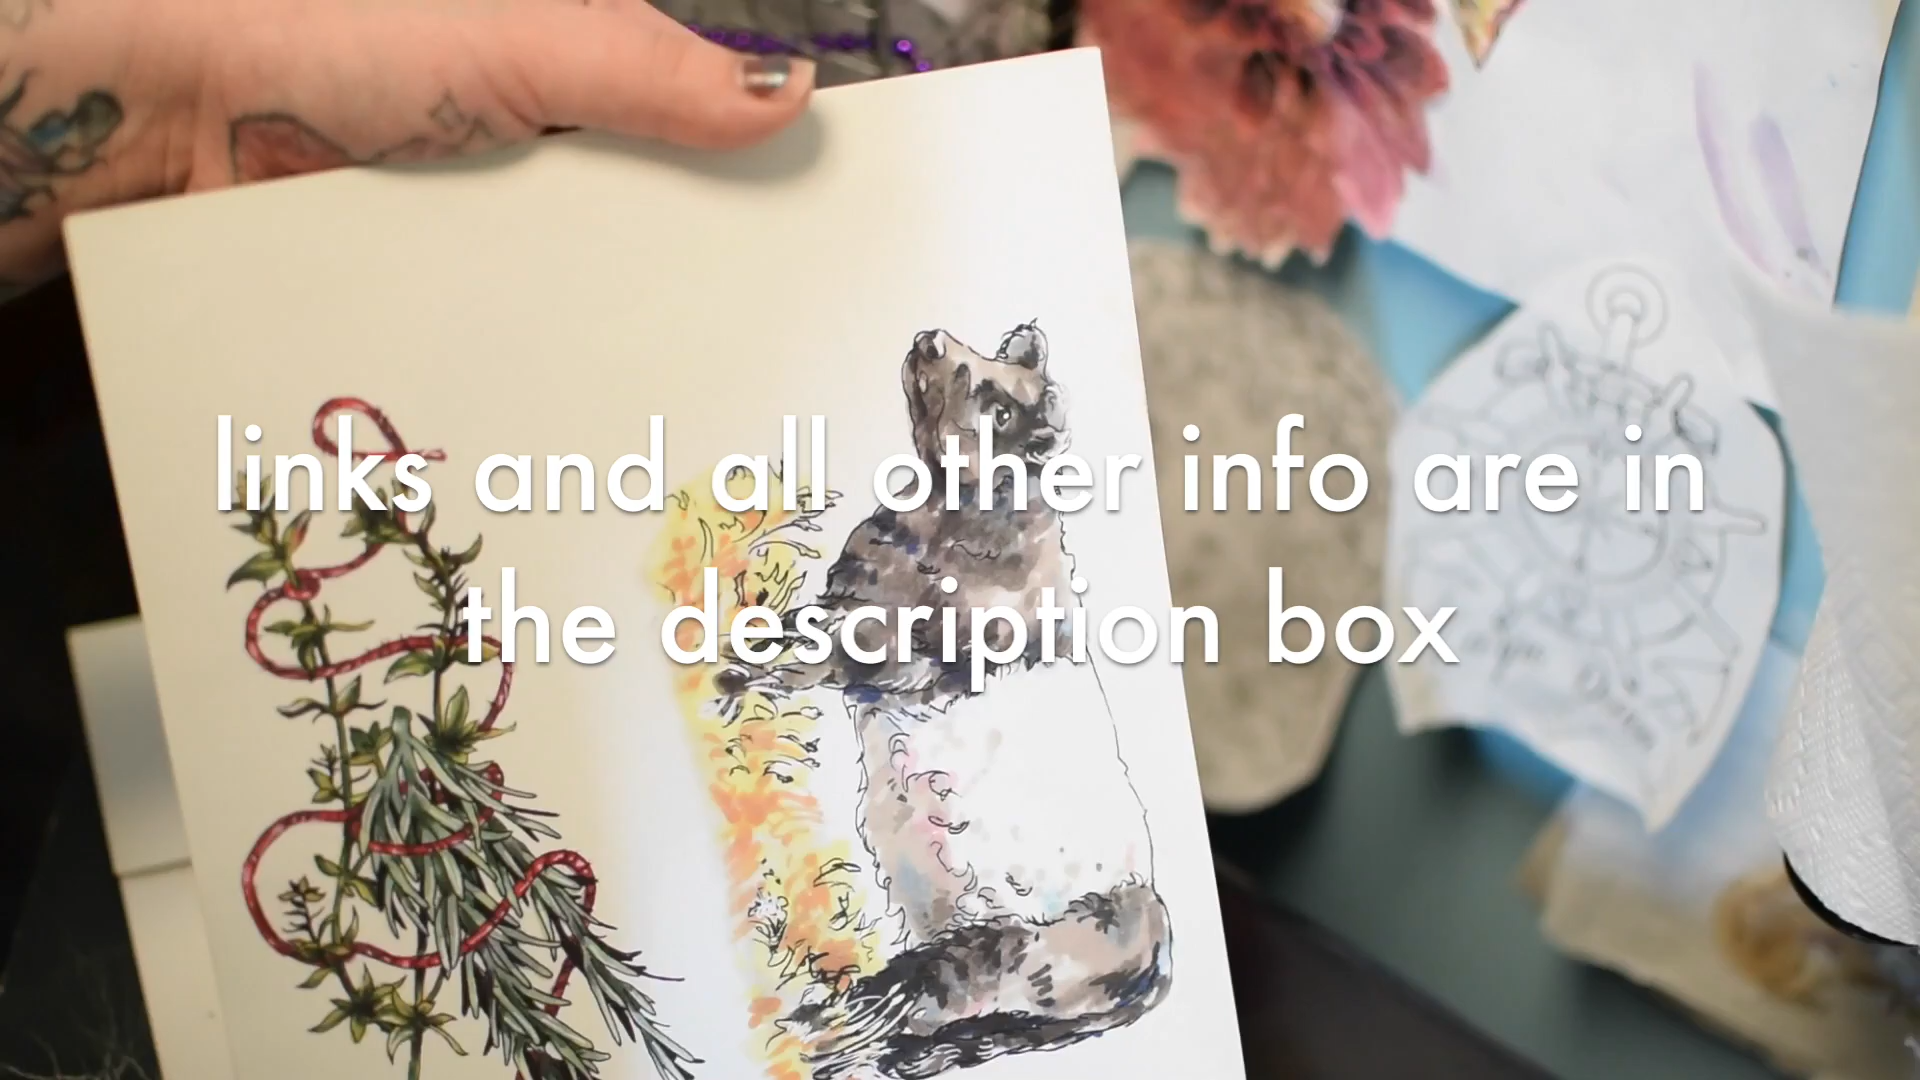 links and all other info are in
the description box